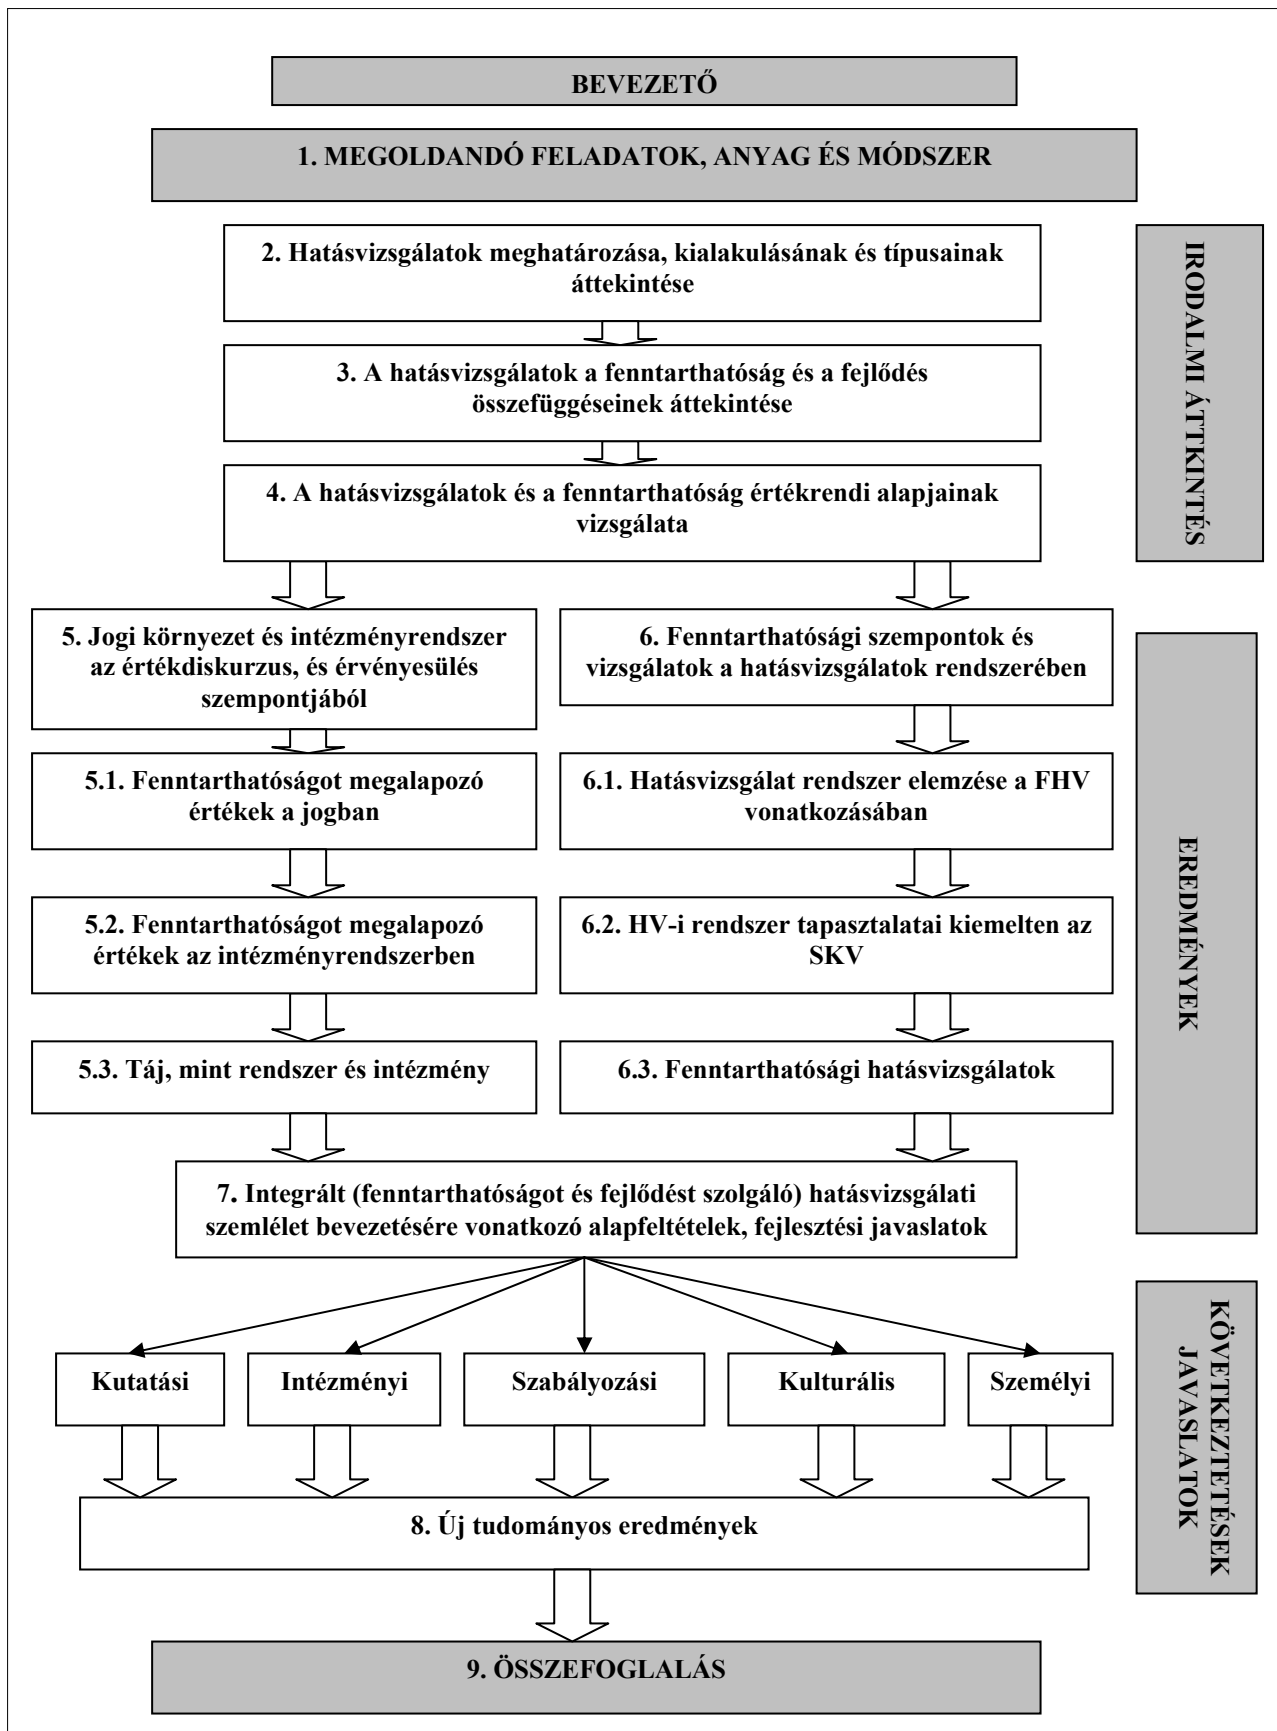 BEVEZETŐ
1. MEGOLDANDÓ FELADATOK, ANYAG ÉS MÓDSZER
2. Hatásvizsgálatok meghatározása, kialakulásának és típusainak
áttekintése
3. A hatásvizsgálatok a fenntarthatóság és a fejlődés
összefüggéseinek áttekintése
4. A hatásvizsgálatok és a fenntarthatóság értékrendi alapjainak
vizsgálata
IRODALMI ÁTTKINTÉS
5. Jogi környezet és intézményrendszer
az értékdiskurzus, és érvényesülés
szempontjából
5.1. Fenntarthatóságot megalapozó
értékek a jogban
5.2. Fenntarthatóságot megalapozó
értékek az intézményrendszerben
5.3. Táj, mint rendszer és intézmény
6. Fenntarthatósági szempontok és
vizsgálatok a hatásvizsgálatok rendszerében
6.1. Hatásvizsgálat rendszer elemzése a FHV
vonatkozásában
6.2. HV-i rendszer tapasztalatai kiemelten az
SKV
6.3. Fenntarthatósági hatásvizsgálatok
EREDMÉNYEK
7. Integrált (fenntarthatóságot és fejlődést szolgáló) hatásvizsgálati
szemlélet bevezetésére vonatkozó alapfeltételek, fejlesztési javaslatok
Kutatási
Intézményi
Szabályozási
Kulturális
Személyi
KÖVETKEZTETÉSEK
JAVASLATOK
8. Új tudományos eredmények
9. ÖSSZEFOGLALÁS